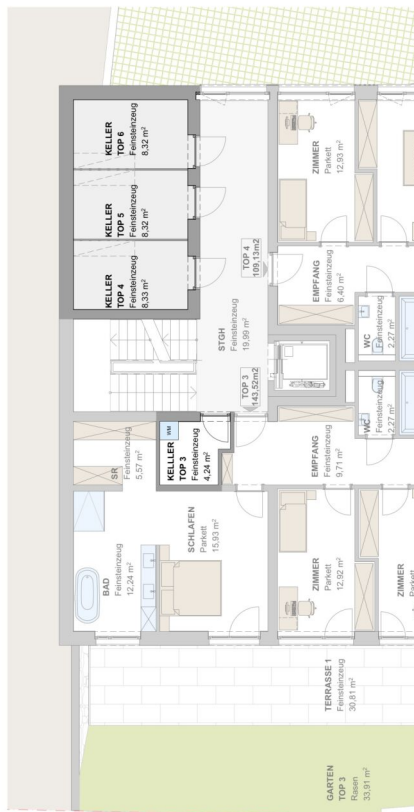 KELLER
TOP 6
Feinsteinzeug
8,32 m²
KELLER
TOP 5
Feinsteinzeug
8,32 m²
KELLER
TOP 4
Feinsteinzeug
8,33 m²
ZIMMER
Parkett
12,93 m²
TOP 4
109,13m2
EMPFANG
Feinsteinzeug
6,40 m²
STGH
Feinsteinzeug
19,99 m²
WC
Feinsteinzeug
2,27 m²
TOP 3
143,52m2
WC
Feinsteinzeug
2,27 m²
SR
Feinsteinzeug
5,57 m²
WM
KELLLER
TOP 3
Feinsteinzeug
4,24 m²
EMPFANG
Feinsteinzeug
9,71 m²
BAD
Feinsteinzeug
12,24 m²
SCHLAFEN
Parkett
15,93 m²
ZIMMER
Parkett
12,92 m²
ZIMMER
Parkett
TERRASSE 1
Feinsteinzeug
30,81 m²
GARTEN
TOP 3
Rasen
33,91 m²